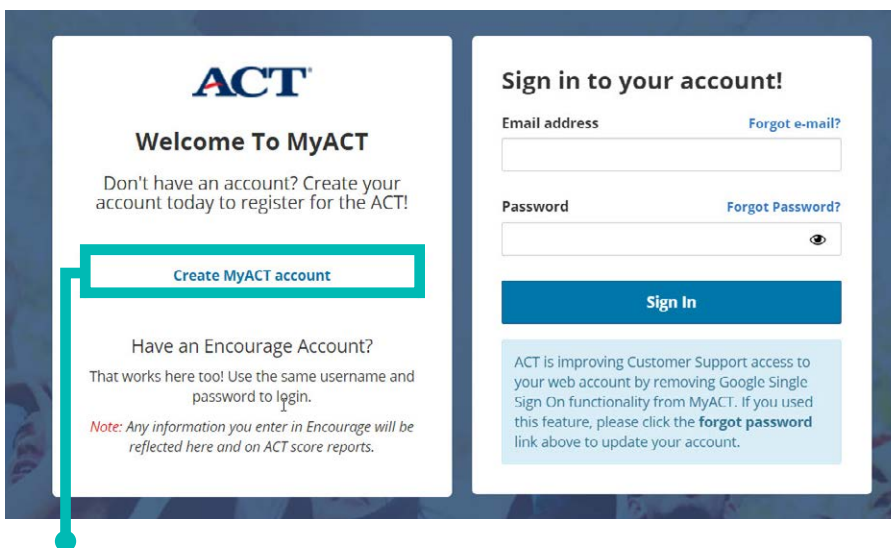 ACT
Welcome To MyACT
Don't have an account? Create your
account today to register for the ACT!
Create MyACT account
Have an Encourage Account?
That works here too! Use the same username and
password to login.
Note: Any information you enter in Encourage will be
reflected here and on ACT score reports.
Sign in to your account!
Email address Forgot e-mail?
Password Forgot Password?
Sign In
ACT is improving Customer Support access to
your web account by removing Google Single
Sign On functionality from MyACT. If you used
this feature, please click the forgot password
link above to update your account.